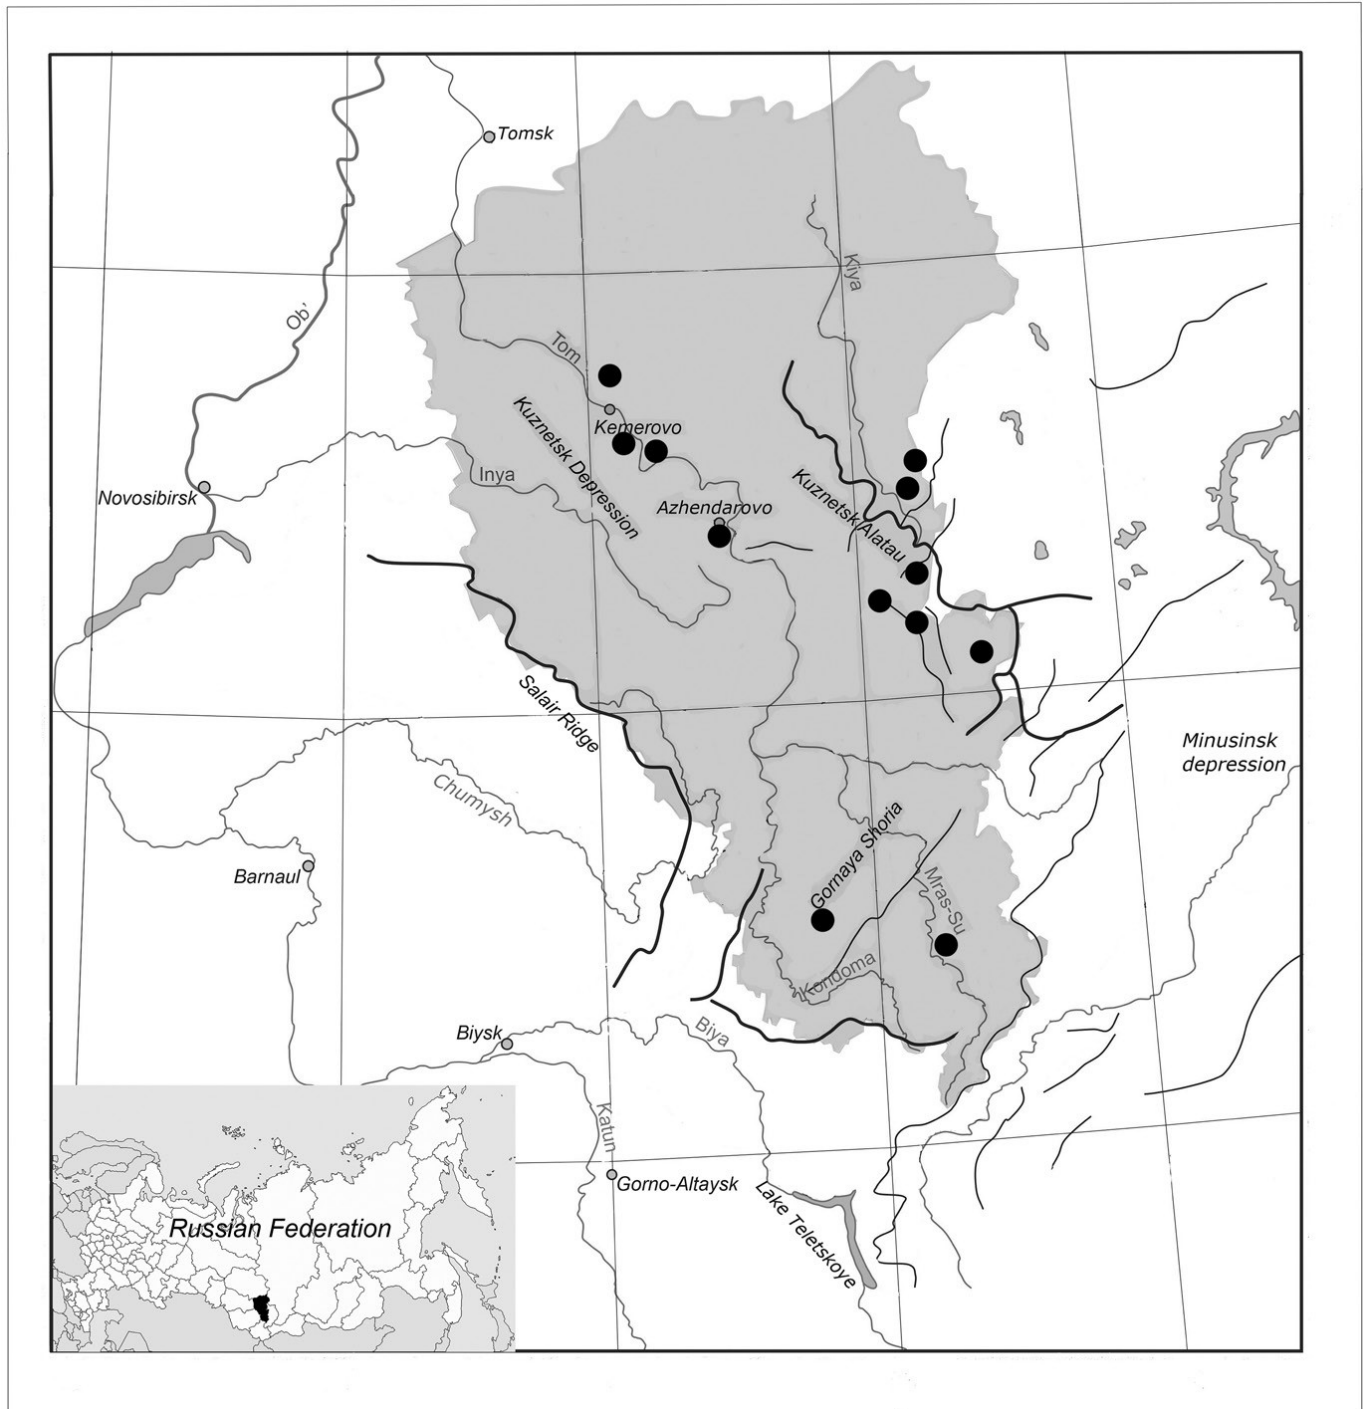 Tomsk
Kiya
Ob'
Tom
Kemerovo
Kuznetsk Depression
Inya
Novosibirsk
Azhendarovo
Kuznetsk Alatau
Salair Ridge
Minusinsk
depression
Chumysh
Gornaya Shoria
Barnaul
Mras-Su
Kondoma
Biysk
Biya
Katun
Gorno-Altaysk
Lake Teletskoye
Russian Federation